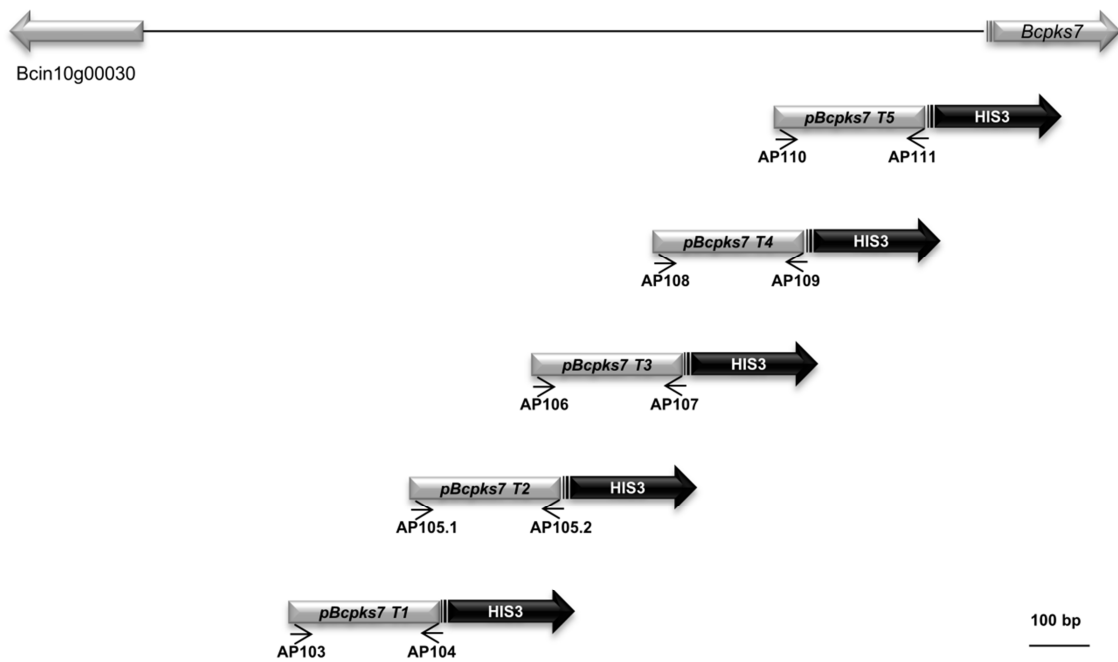 Bcpks7
Bcin10g00030
pBcpks7 T5 HIS3
AP110 AP111
pBcpks7 T4 HIS3
AP108 AP109
pBcpks7 T3 HIS3
AP106 AP107
pBcpks7 T2 HIS3
AP105.1 AP105.2
pBcpks7 T1 HIS3
AP103 AP104
100 bp